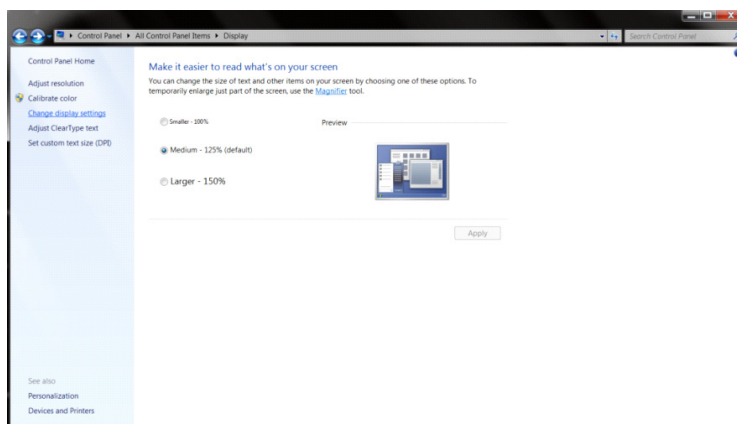 Control Panel ▸ All Control Panel Items ▸ Display
Search Control Panel
Control Panel Home
Adjust resolution
Calibrate color
Change display settings
Adjust ClearType text
Set custom text size (DPI)
Make it easier to read what's on your screen
You can change the size of text and other items on your screen by choosing one of these options. To
temporarily enlarge just part of the screen, use the Magnifier tool.
Smaller - 100%
Preview
Medium - 125% (default)
Larger - 150%
Apply
See also
Personalization
Devices and Printers